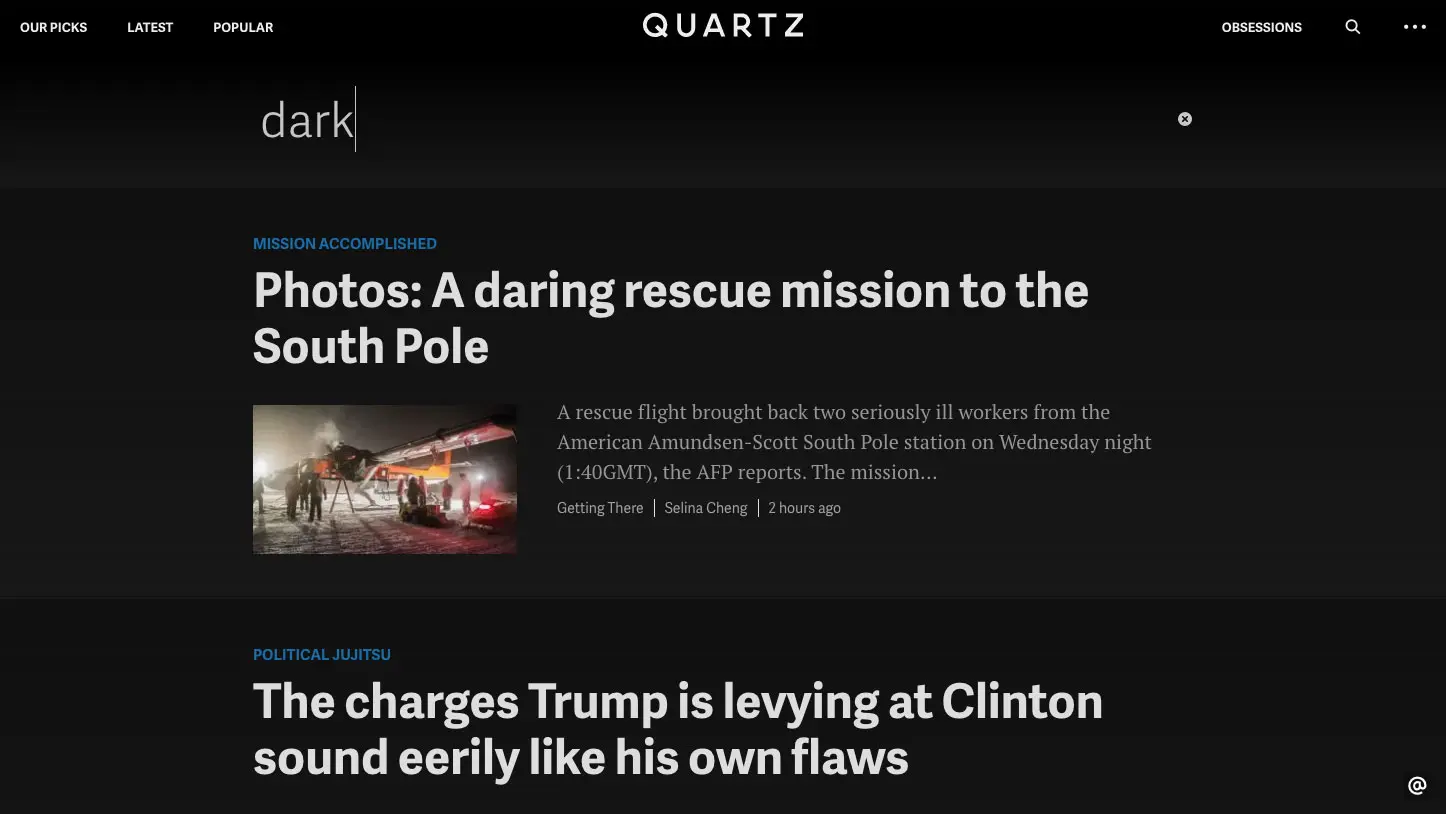 OUR PICKS LATEST POPULAR QUARTZ OBSESSIONS
dark
MISSION ACCOMPLISHED
Photos: A daring rescue mission to the
South Pole
A rescue flight brought back two seriously ill workers from the
American Amundsen-Scott South Pole station on Wednesday night
(1:40GMT), the AFP reports. The mission…
Getting There | Selina Cheng | 2 hours ago
POLITICAL JUJITSU
The charges Trump is levying at Clinton
sound eerily like his own flaws
@